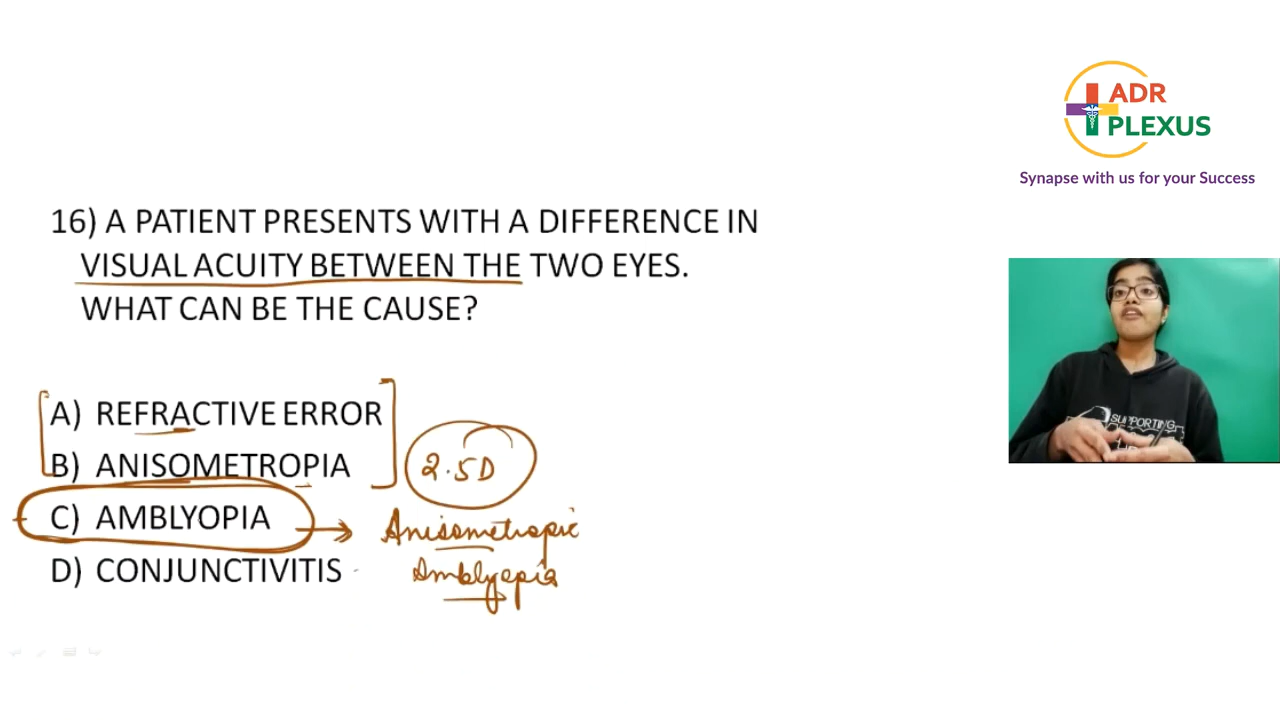 ADR
PLEXUS
Synapse with us for your Success
16) A PATIENT PRESENTS WITH A DIFFERENCE IN
VISUAL ACUITY BETWEEN THE TWO EYES.
WHAT CAN BE THE CAUSE?
A) REFRACTIVE ERROR
B) ANISOMETROPIA
2.5D
C) AMBLYOPIA
Anisometropic
Amblyopia
D) CONJUNCTIVITIS
SUPPORTING